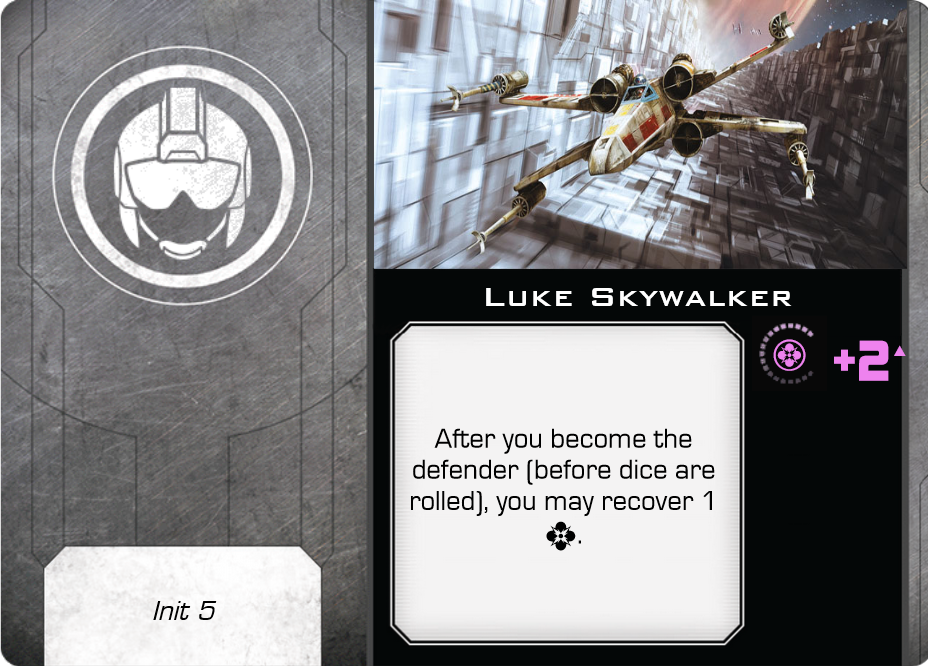 Luke Skywalker
+2
After you become the
defender (before dice are
rolled), you may recover 1
.
Init 5